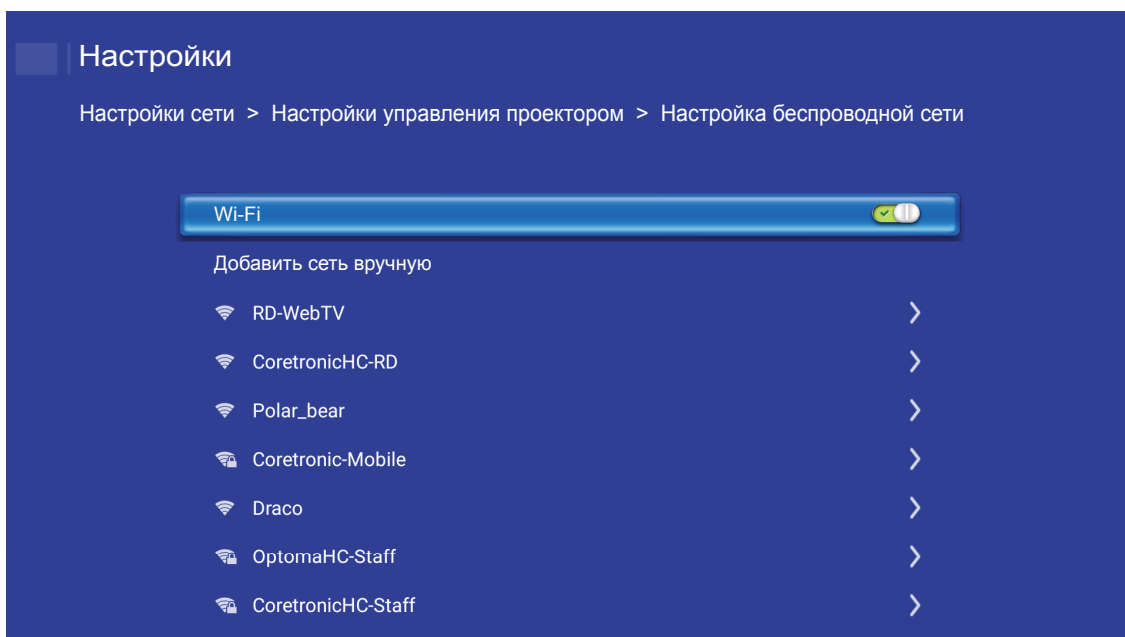 Настройки
Настройки сети > Настройки управления проектором > Настройка беспроводной сети
Wi-Fi
Добавить сеть вручную
RD-WebTV
CoretronicHC-RD
Polar_bear
Coretronic-Mobile
Draco
OptomaHC-Staff
CoretronicHC-Staff